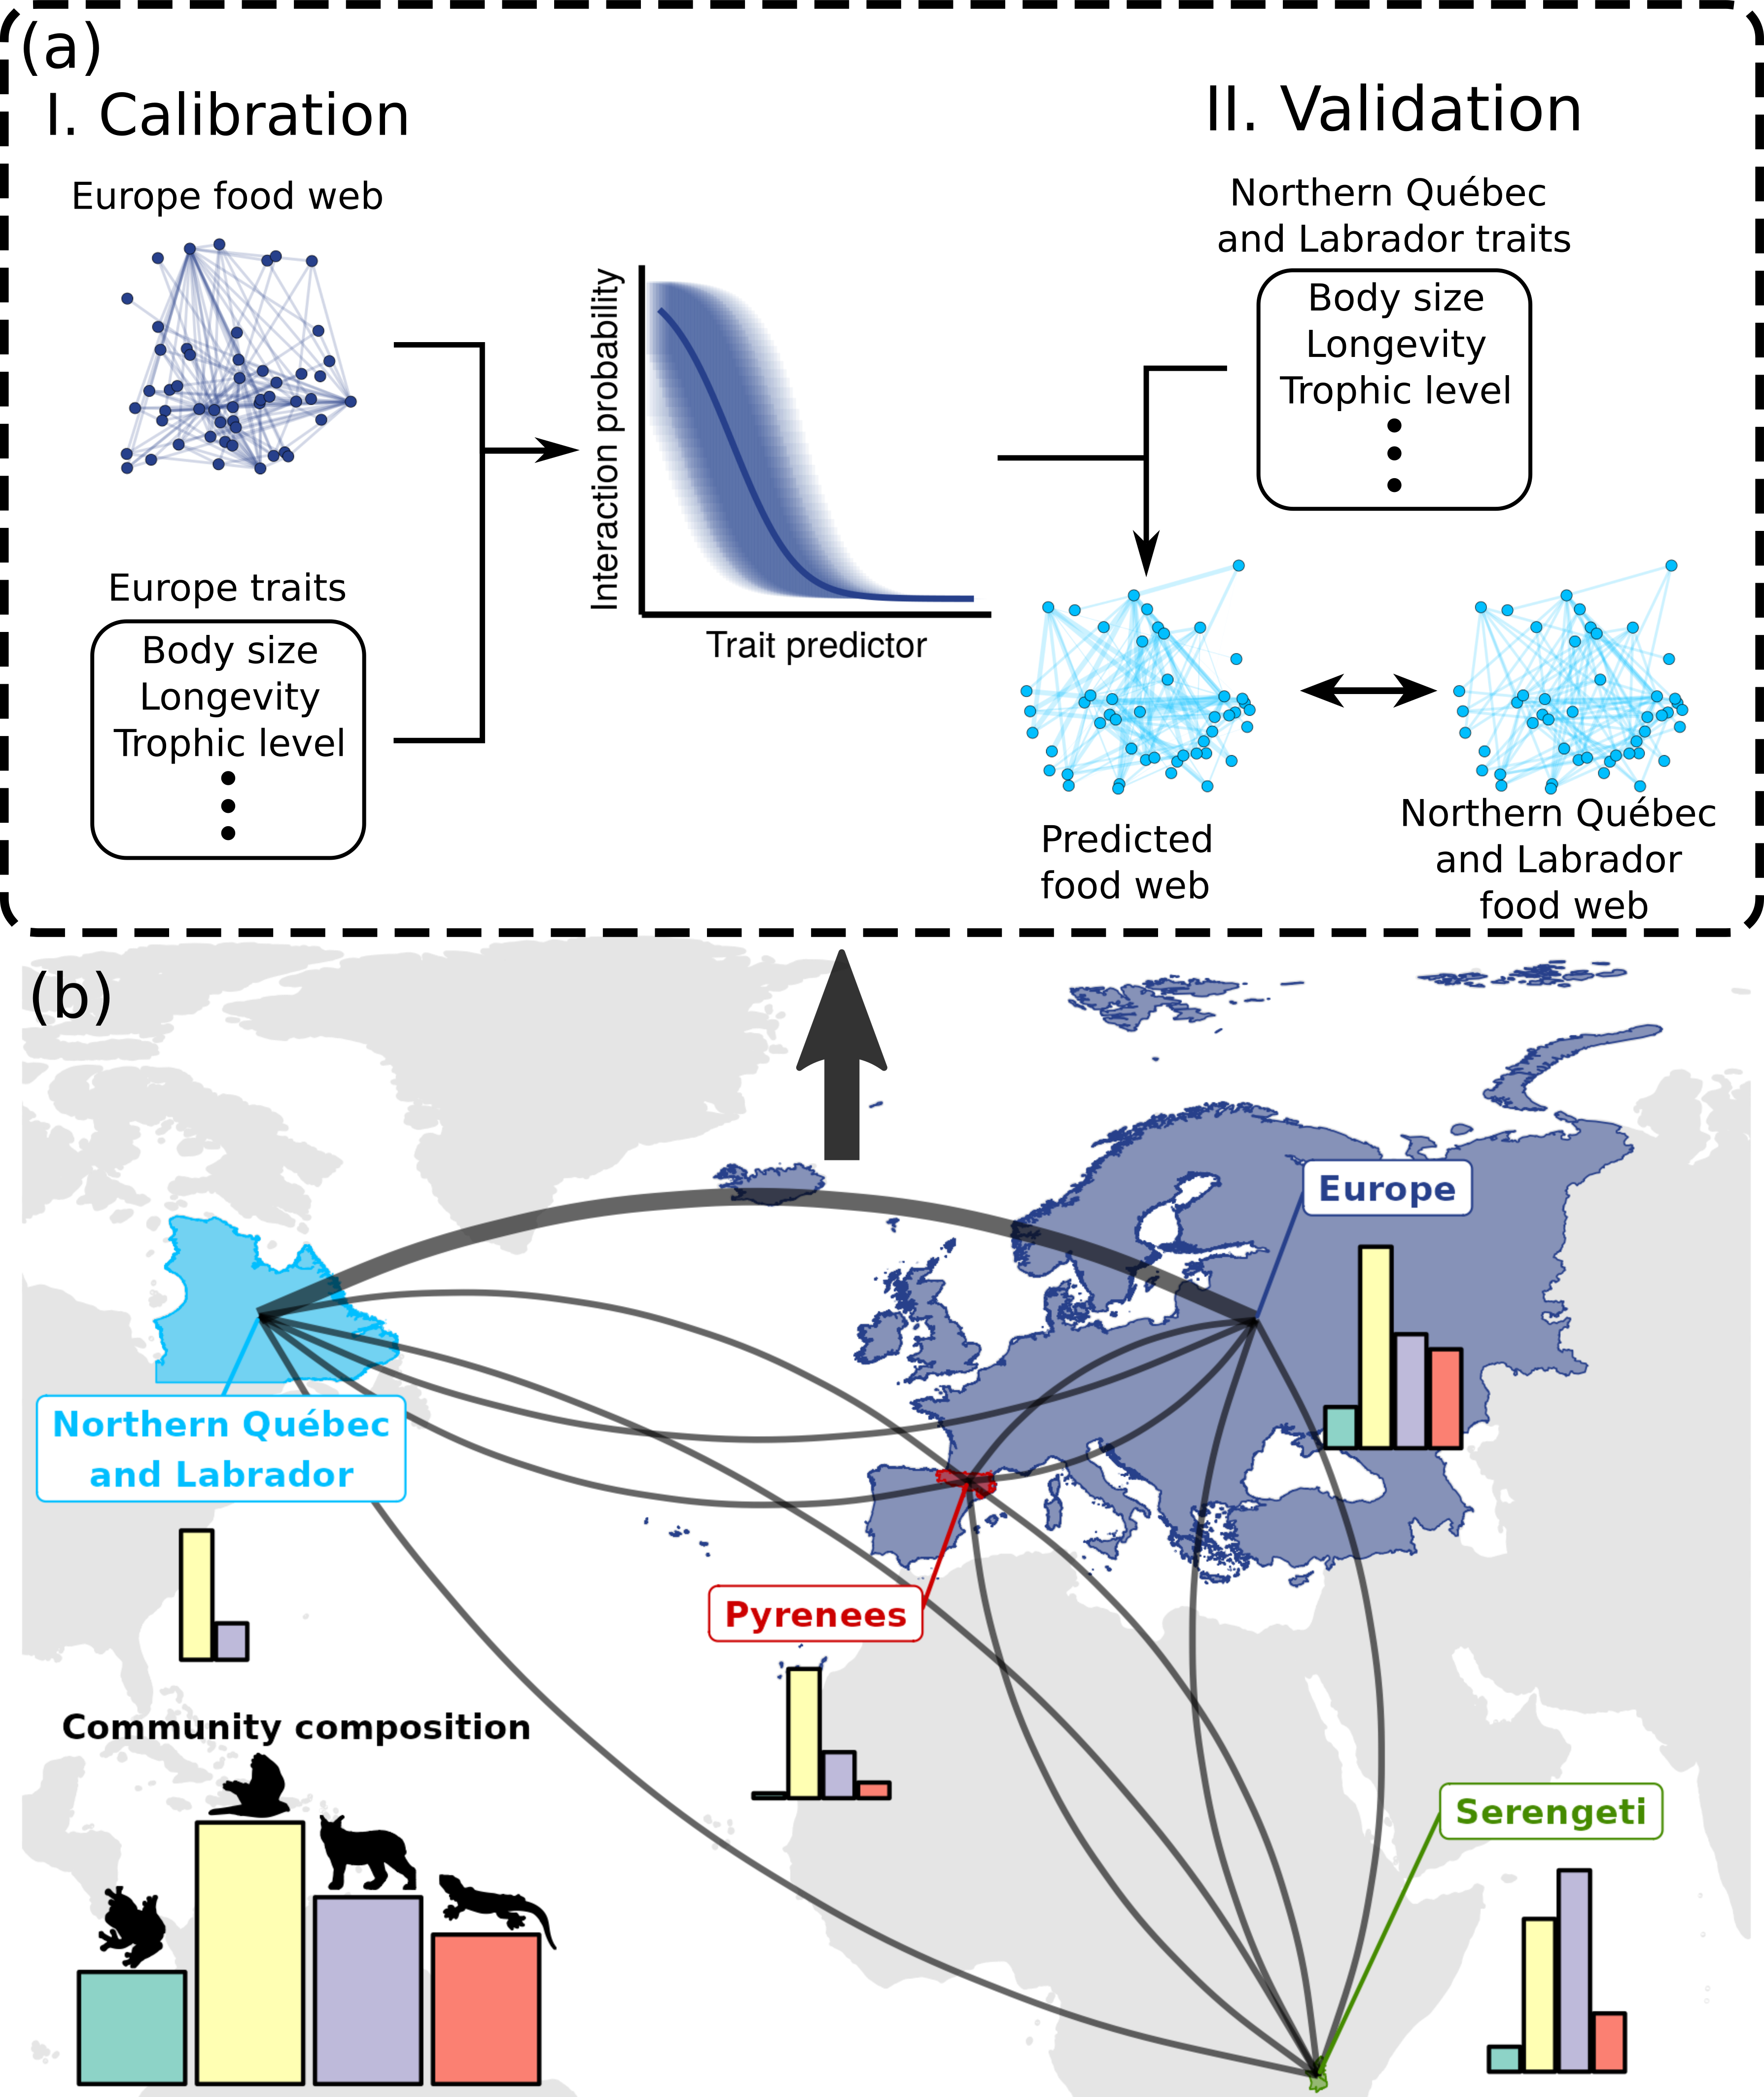 (a)
I. Calibration
II. Validation
Europe food web
Northern Québec
and Labrador traits
Body size
Longevity
Trophic level
Interaction probability
Trait predictor
Europe traits
Body size
Longevity
Trophic level
Predicted
food web
Northern Québec
and Labrador
food web
(b)
Europe
Northern Québec
and Labrador
Pyrenees
Community composition
Serengeti